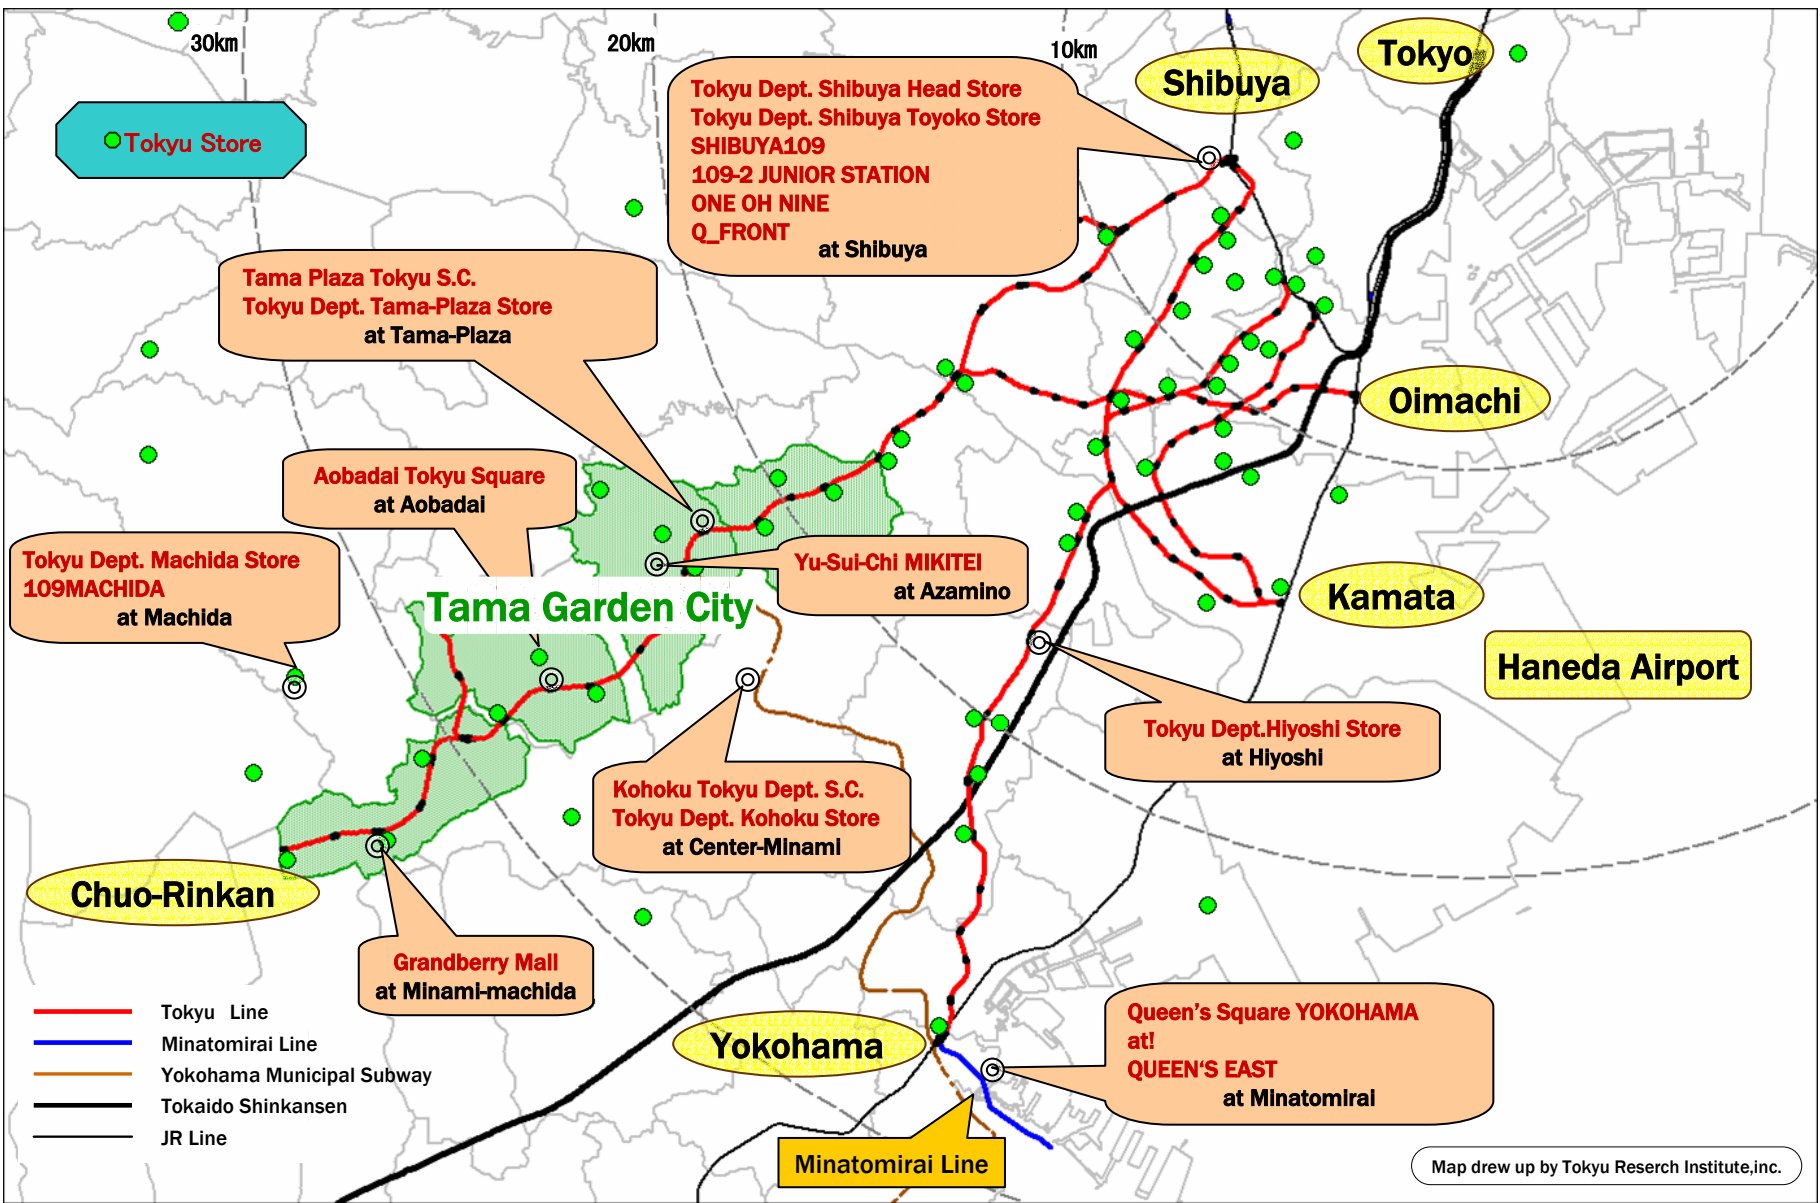 30km
20km
10km
Tokyo
Shibuya
Tokyu Store
Tokyu Dept. Shibuya Head Store
Tokyu Dept. Shibuya Toyoko Store
SHIBUYA109
109-2 JUNIOR STATION
ONE OH NINE
Q_FRONT
at Shibuya
Tama Plaza Tokyu S.C.
Tokyu Dept. Tama-Plaza Store
at Tama-Plaza
Oimachi
Aobadai Tokyu Square
at Aobadai
Tokyu Dept. Machida Store
109MACHIDA
at Machida
Yu-Sui-Chi MIKITEI
at Azamino
Tama Garden City
Kamata
Haneda Airport
Tokyu Dept.Hiyoshi Store
at Hiyoshi
Kohoku Tokyu Dept. S.C.
Tokyu Dept. Kohoku Store
at Center-Minami
Chuo-Rinkan
Grandberry Mall
at Minami-machida
Tokyu Line
Minatomirai Line
Yokohama Municipal Subway
Tokaido Shinkansen
JR Line
Yokohama
Queen's Square YOKOHAMA
at!
QUEEN'S EAST
at Minatomirai
Minatomirai Line
Map drew up by Tokyu Reserch Institute,inc.